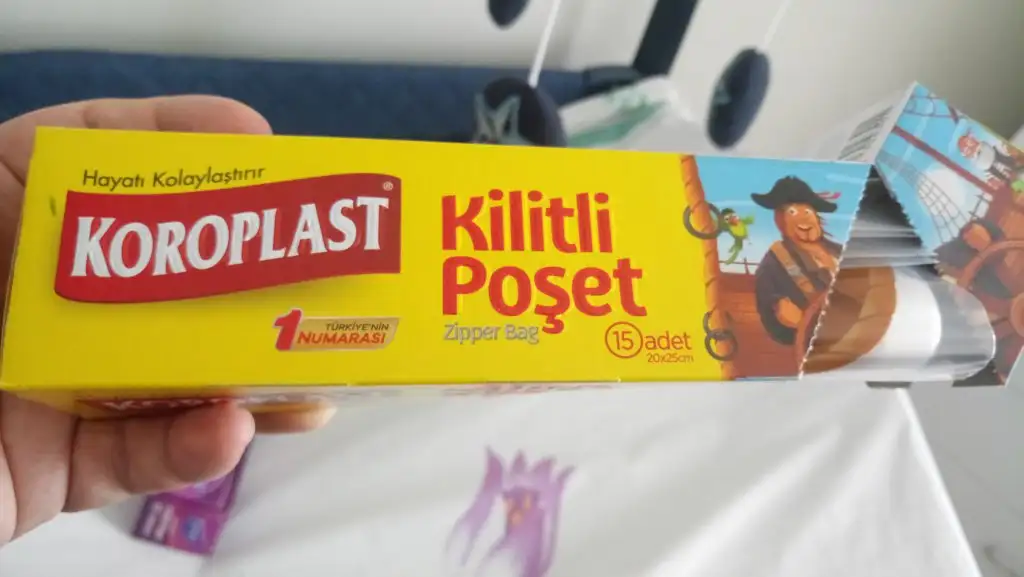 Hayatı Kolaylaştırır
KOROPLAST®
1 TÜRKİYE'NİN
NUMARASI
Kilitli
Poşet
Zipper Bag
15 adet
20x25cm